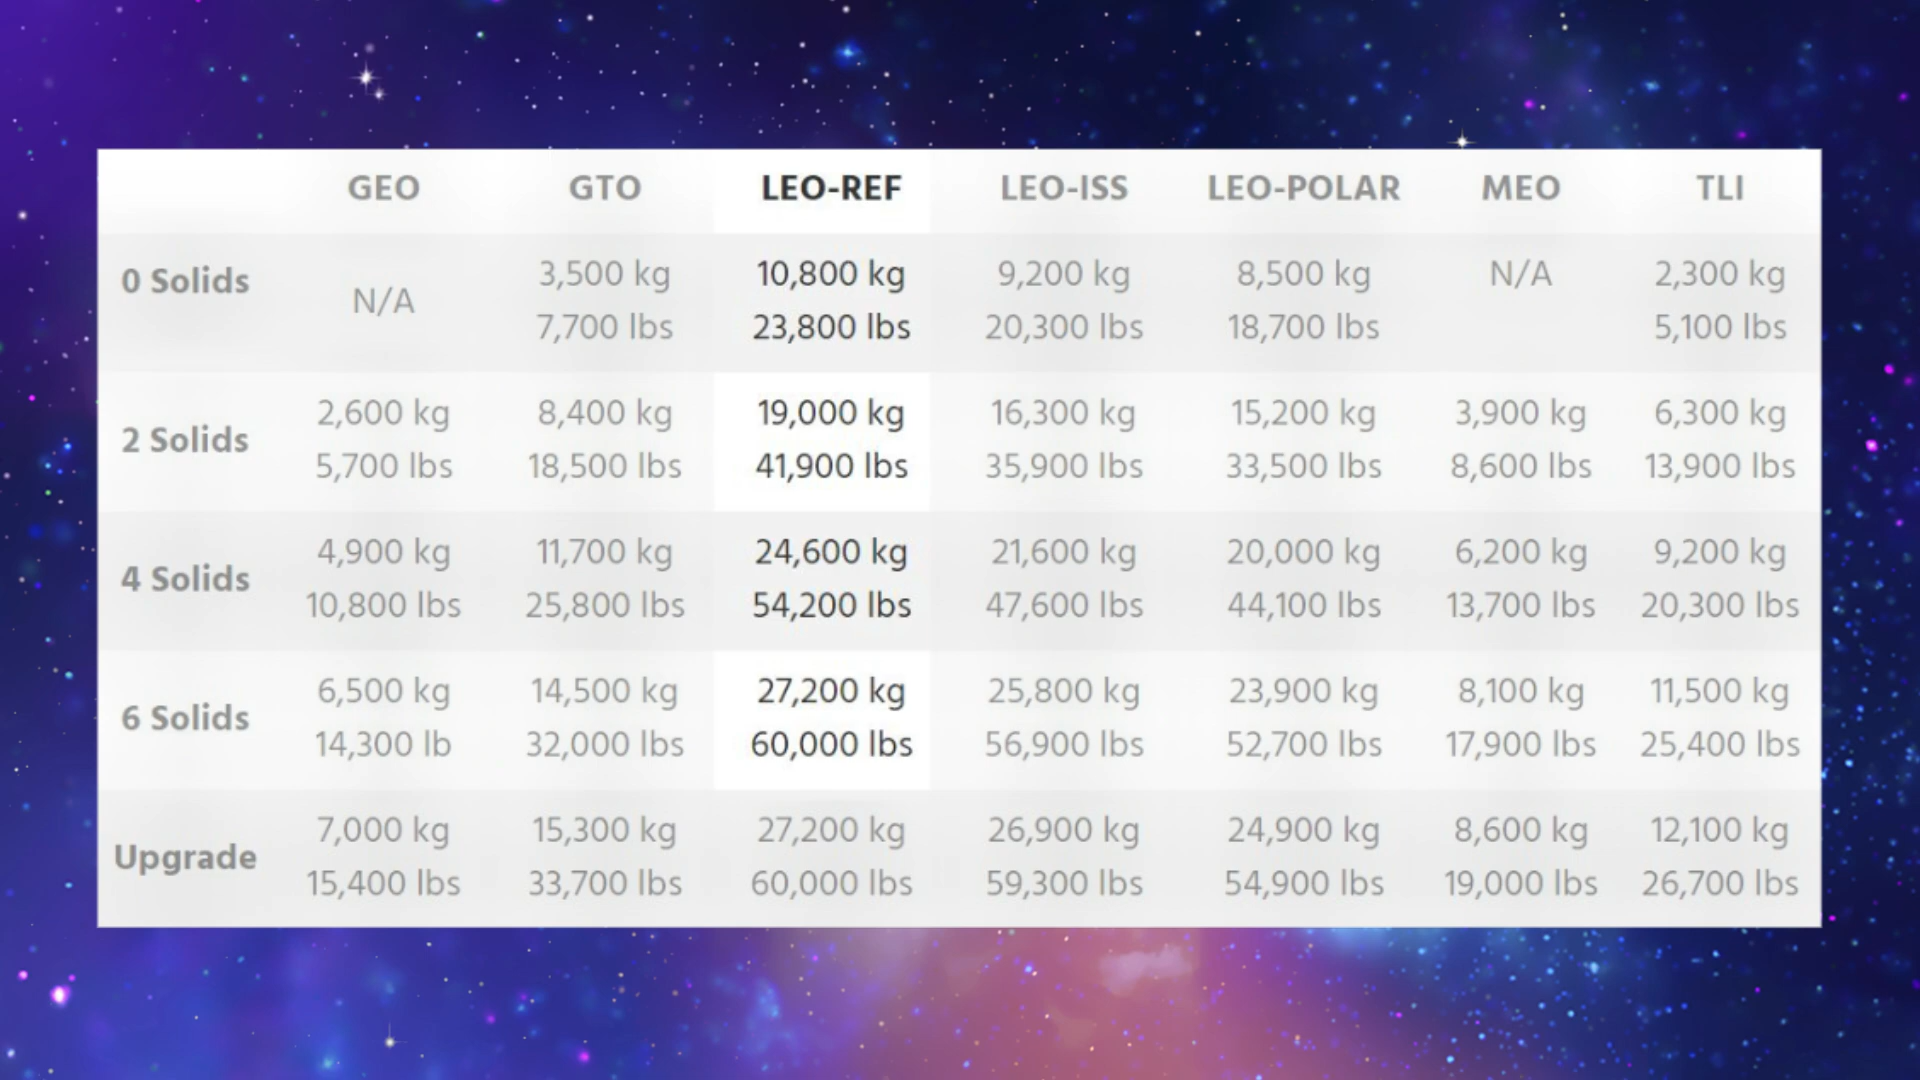 GEO GTO LEO-REF LEO-ISS LEO-POLAR MEO TLI
0 Solids N/A 3,500 kg 10,800 kg 9,200 kg 8,500 kg N/A 2,300 kg
7,700 lbs 23,800 lbs 20,300 lbs 18,700 lbs 5,100 lbs
2 Solids 2,600 kg 8,400 kg 19,000 kg 16,300 kg 15,200 kg 3,900 kg 6,300 kg
5,700 lbs 18,500 lbs 41,900 lbs 35,900 lbs 33,500 lbs 8,600 lbs 13,900 lbs
4 Solids 4,900 kg 11,700 kg 24,600 kg 21,600 kg 20,000 kg 6,200 kg 9,200 kg
10,800 lbs 25,800 lbs 54,200 lbs 47,600 lbs 44,100 lbs 13,700 lbs 20,300 lbs
6 Solids 6,500 kg 14,500 kg 27,200 kg 25,800 kg 23,900 kg 8,100 kg 11,500 kg
14,300 lb 32,000 lbs 60,000 lbs 56,900 lbs 52,700 lbs 17,900 lbs 25,400 lbs
Upgrade 7,000 kg 15,300 kg 27,200 kg 26,900 kg 24,900 kg 8,600 kg 12,100 kg
15,400 lbs 33,700 lbs 60,000 lbs 59,300 lbs 54,900 lbs 19,000 lbs 26,700 lbs